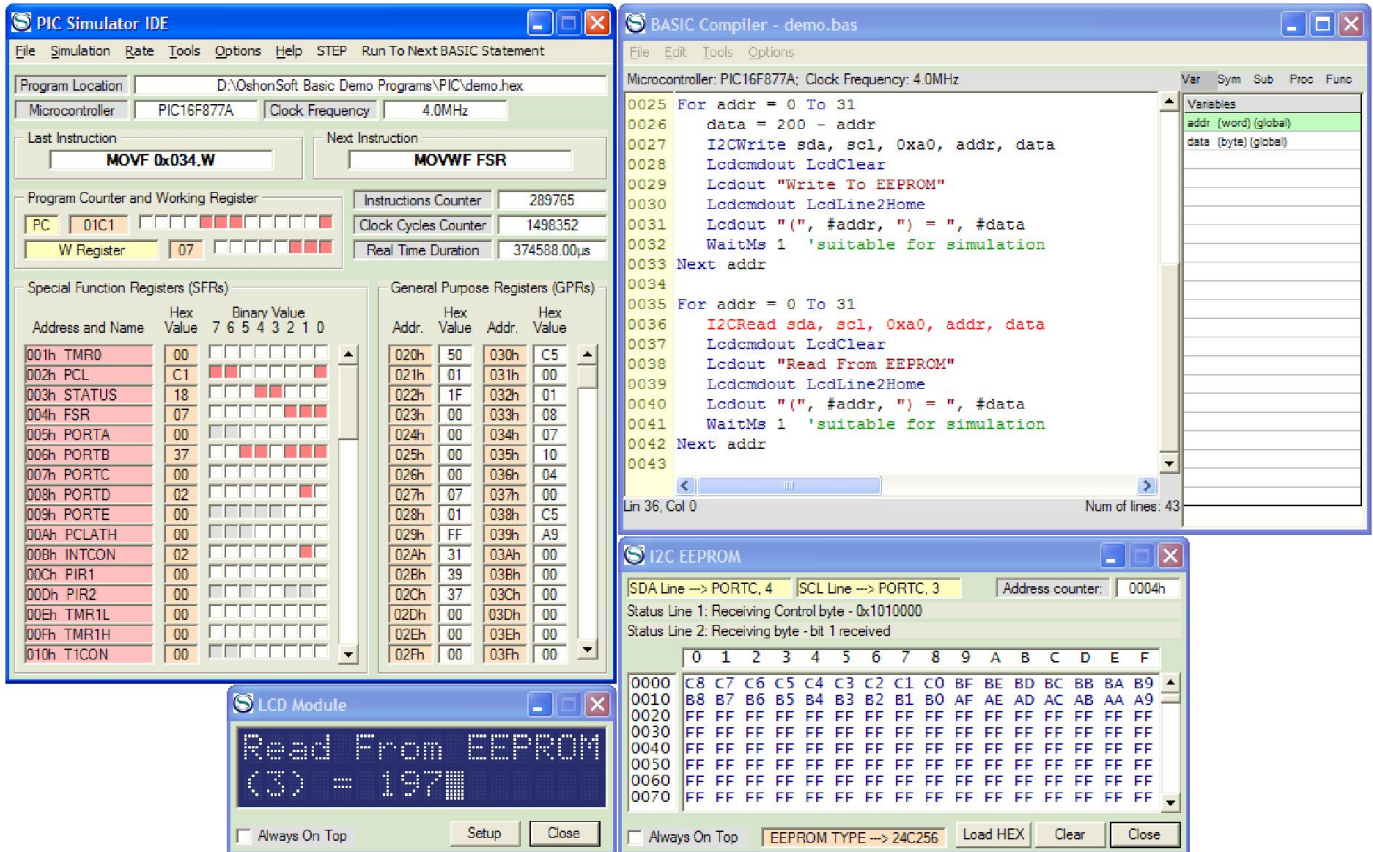 PIC Simulator IDE
File Simulation Rate Tools Options Help STEP Run To Next BASIC Statement
Program Location D:\OshonSoft Basic Demo Programs\PIC\demo.hex
Microcontroller PIC16F877A Clock Frequency 4.0MHz
Last Instruction Next Instruction
MOVF 0x034,W MOVWF FSR
Program Counter and Working Register
PC 01C1
W Register 07
Instructions Counter 289765
Clock Cycles Counter 1498352
Real Time Duration 374588.00µs
Special Function Registers (SFRs)
Hex Binary Value
Address and Name Value 7 6 5 4 3 2 1 0
001h TMR0 00
002h PCL C1
003h STATUS 18
004h FSR 07
005h PORTA 00
006h PORTB 37
007h PORTC 00
008h PORTD 02
009h PORTE 00
00Ah PCLATH 00
00Bh INTCON 02
00Ch PIR1 00
00Dh PIR2 00
00Eh TMR1L 00
00Fh TMR1H 00
010h T1CON 00
General Purpose Registers (GPRs)
Hex Hex
Addr. Value Addr. Value
020h 50 030h C5
021h 01 031h 00
022h 1F 032h 01
023h 00 033h 08
024h 00 034h 07
025h 00 035h 10
026h 00 036h 04
027h 07 037h 00
028h 01 038h C5
029h FF 039h A9
02Ah 31 03Ah 00
02Bh 39 03Bh 00
02Ch 37 03Ch 00
02Dh 00 03Dh 00
02Eh 00 03Eh 00
02Fh 00 03Fh 00
BASIC Compiler - demo.bas
File Edit Tools Options
Microcontroller: PIC16F877A; Clock Frequency: 4.0MHz
0025 For addr = 0 To 31
0026 data = 200 - addr
0027 I2CWrite sda, scl, 0xa0, addr, data
0028 Lcdcmdout LcdClear
0029 Lcdout "Write To EEPROM"
0030 Lcdcmdout LcdLine2Home
0031 Lcdout "(", #addr, ") = ", #data
0032 WaitMs 1 'suitable for simulation
0033 Next addr
0034
0035 For addr = 0 To 31
0036 I2CRead sda, scl, 0xa0, addr, data
0037 Lcdcmdout LcdClear
0038 Lcdout "Read From EEPROM"
0039 Lcdcmdout LcdLine2Home
0040 Lcdout "(", #addr, ") = ", #data
0041 WaitMs 1 'suitable for simulation
0042 Next addr
0043
Lin 36, Col 0 Num of lines: 43
Var Sym Sub Proc Func
Variables
addr (word) (global)
data (byte) (global)
LCD Module
Read From EEPROM
(3) = 197
Always On Top Setup Close
I2C EEPROM
SDA Line ---> PORTC, 4 SCL Line ---> PORTC, 3 Address counter: 0004h
Status Line 1: Receiving Control byte - 0x1010000
Status Line 2: Receiving byte - bit 1 received
0 1 2 3 4 5 6 7 8 9 A B C D E F
0000 C8 C7 C6 C5 C4 C3 C2 C1 C0 BF BE BD BC BB BA B9
0010 B8 B7 B6 B5 B4 B3 B2 B1 B0 AF AE AD AC AB AA A9
0020 FF FF FF FF FF FF FF FF FF FF FF FF FF FF FF FF
0030 FF FF FF FF FF FF FF FF FF FF FF FF FF FF FF FF
0040 FF FF FF FF FF FF FF FF FF FF FF FF FF FF FF FF
0050 FF FF FF FF FF FF FF FF FF FF FF FF FF FF FF FF
0060 FF FF FF FF FF FF FF FF FF FF FF FF FF FF FF FF
0070 FF FF FF FF FF FF FF FF FF FF FF FF FF FF FF FF
Always On Top EEPROM TYPE ---> 24C256 Load HEX Clear Close